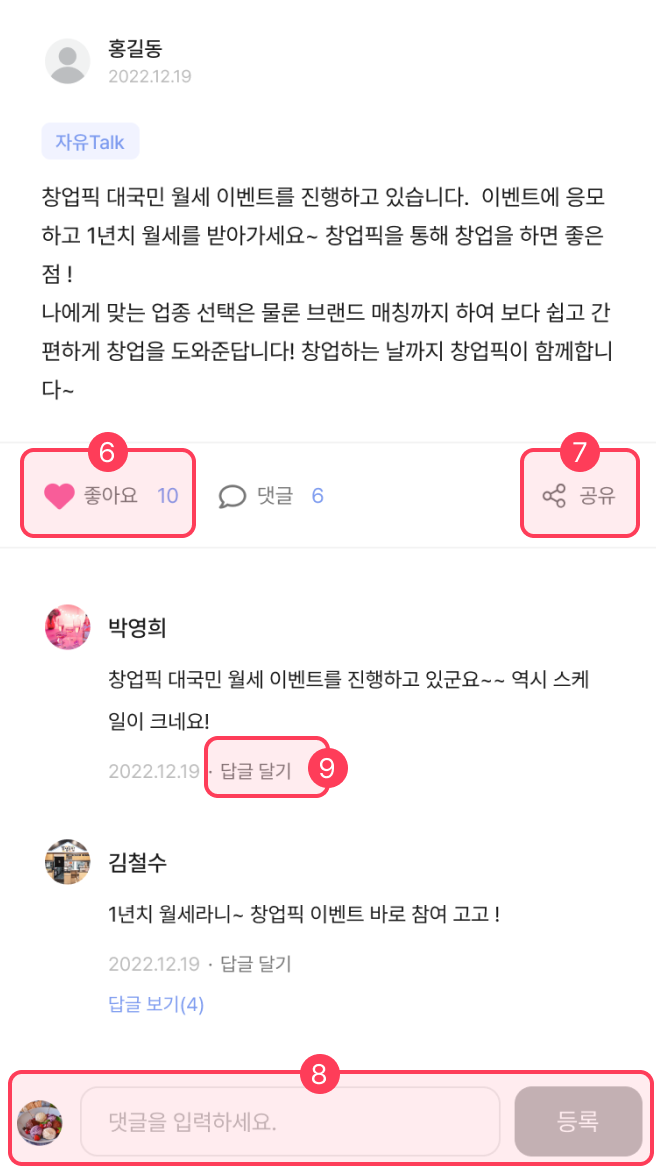 홍길동
2022.12.19
자유Talk
창업픽 대국민 월세 이벤트를 진행하고 있습니다.  이벤트에 응모
하고 1년치 월세를 받아가세요~ 창업픽을 통해 창업을 하면 좋은
점 !
나에게 맞는 업종 선택은 물론 브랜드 매칭까지 하여 보다 쉽고 간
편하게 창업을 도와준답니다! 창업하는 날까지 창업픽이 함께합니
다~
6 7
좋아요 10 댓글 6 공유
박영희
창업픽 대국민 월세 이벤트를 진행하고 있군요~~ 역시 스케
일이 크네요!
2022.12.19 · 답글 달기 9
김철수
1년치 월세라니~ 창업픽 이벤트 바로 참여 고고 !
2022.12.19 · 답글 달기
답글 보기(4)
8
댓글을 입력하세요. 등록